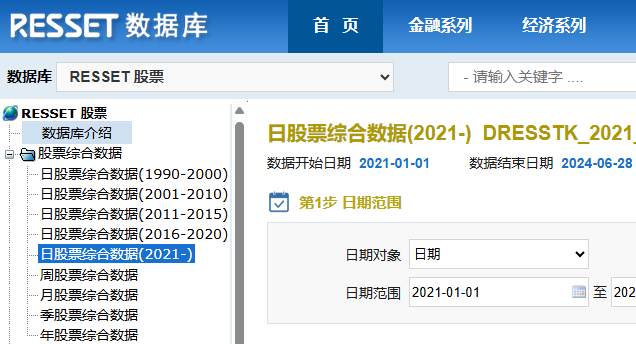 RESSET 数据库 首 页 金融系列 经济系列
数据库 RESSET 股票 - 请输入关键字 ....
RESSET 股票
数据库介绍
股票综合数据
日股票综合数据(1990-2000)
日股票综合数据(2001-2010)
日股票综合数据(2011-2015)
日股票综合数据(2016-2020)
日股票综合数据(2021-)
周股票综合数据
月股票综合数据
季股票综合数据
年股票综合数据
日股票综合数据(2021-) DRESSTK_2021_
数据开始日期 2021-01-01 数据结束日期 2024-06-28
第1步 日期范围
日期对象 日期
日期范围 2021-01-01 至 202